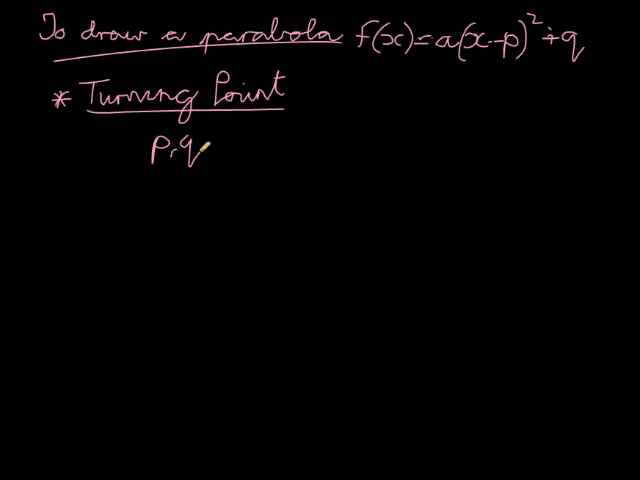 To draw a parabola f(x)=a(x-p)²+q
* Turning Point
p,q